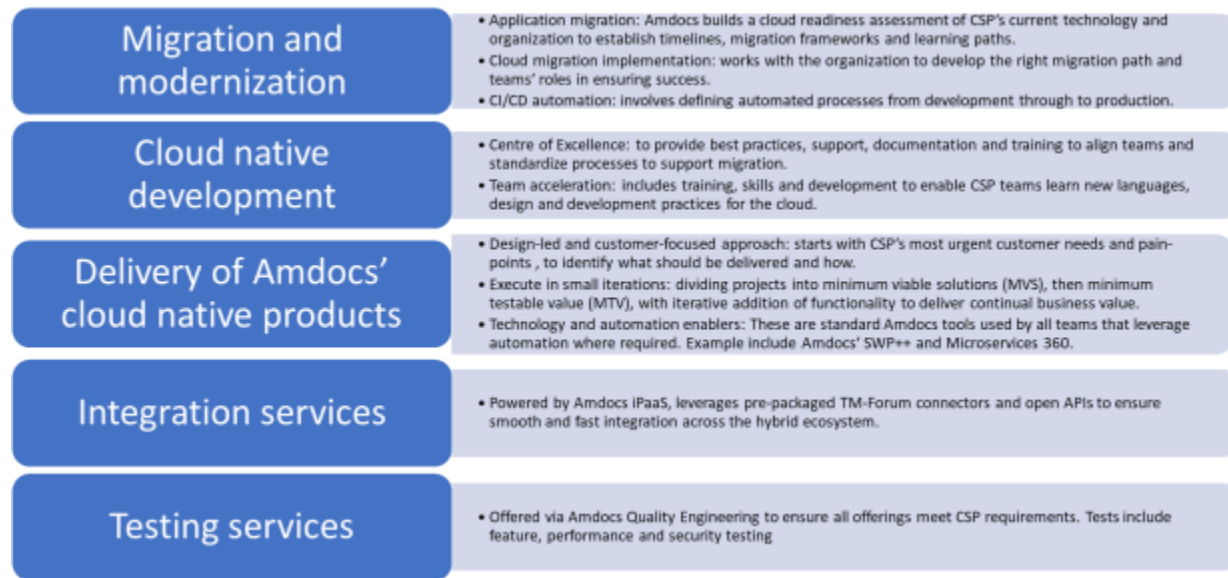 Migration and
modernization
• Application migration: Amdocs builds a cloud readiness assessment of CSP's current technology and
organization to establish timelines, migration frameworks and learning paths.
• Cloud migration implementation: works with the organization to develop the right migration path and
teams' roles in ensuring success.
• CI/CD automation: involves defining automated processes from development through to production.
Cloud native
development
• Centre of Excellence: to provide best practices, support, documentation and training to align teams and
standardize processes to support migration.
• Team acceleration: includes training, skills and development to enable CSP teams learn new languages,
design and development practices for the cloud.
Delivery of Amdocs'
cloud native products
• Design-led and customer-focused approach: starts with CSP's most urgent customer needs and pain-
points , to identify what should be delivered and how.
• Execute in small iterations: dividing projects into minimum viable solutions (MVS), then minimum
testable value (MTV), with iterative addition of functionality to deliver continual business value.
• Technology and automation enablers: These are standard Amdocs tools used by all teams that leverage
automation where required. Example include Amdocs' SWP++ and Microservices 360.
Integration services
• Powered by Amdocs iPaaS, leverages pre-packaged TM-Forum connectors and open APIs to ensure
smooth and fast integration across the hybrid ecosystem.
Testing services
• Offered via Amdocs Quality Engineering to ensure all offerings meet CSP requirements. Tests include
feature, performance and security testing